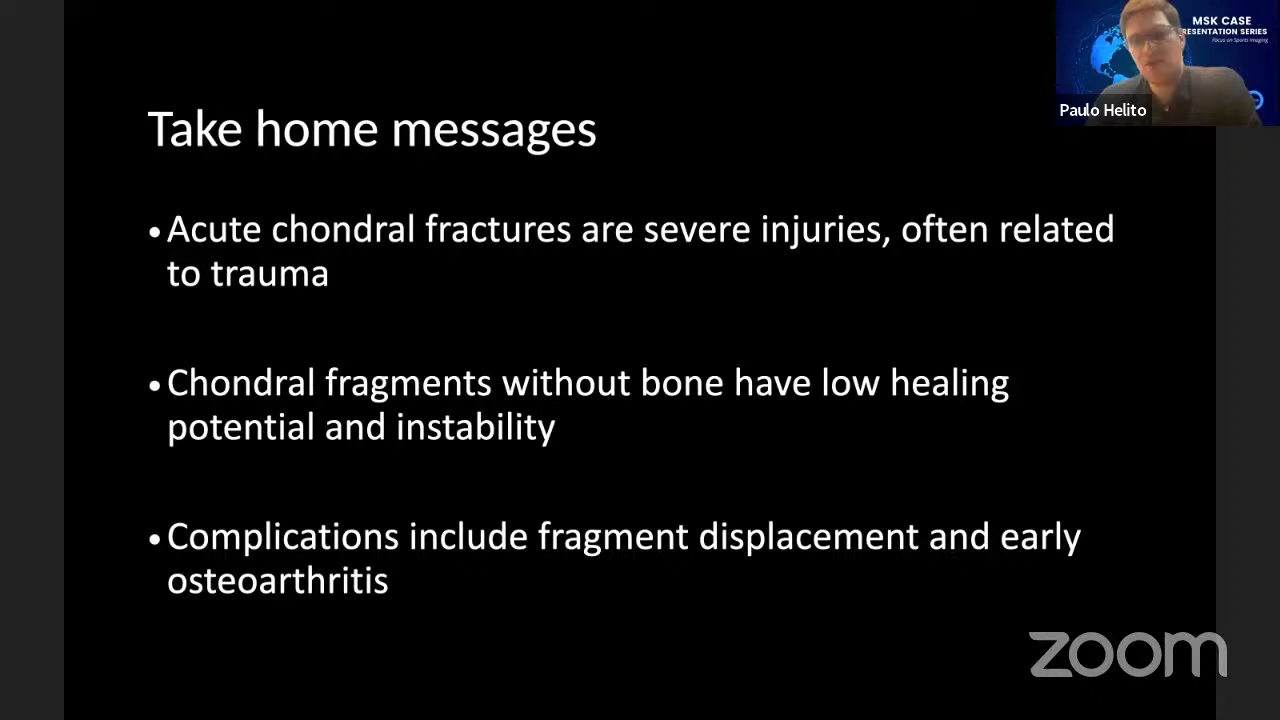 MSK CASE
RESENTATION SERIES
Focus on Sports Imaging
Paulo Helito
Take home messages
• Acute chondral fractures are severe injuries, often related
to trauma
• Chondral fragments without bone have low healing
potential and instability
• Complications include fragment displacement and early
osteoarthritis
zoom